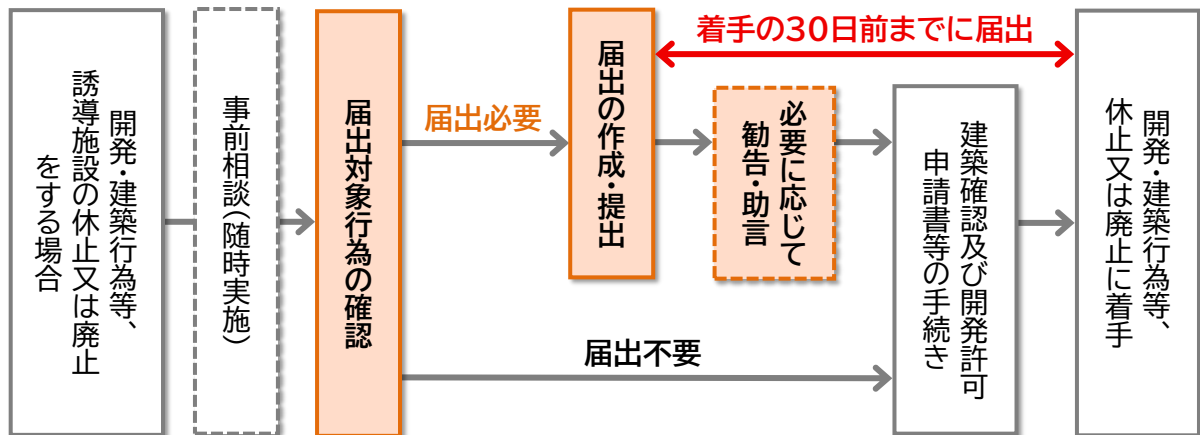 開発・建築行為等、
誘導施設の休止又は廃止
をする場合
事前相談(随時実施)
届出対象行為の確認
届出必要
届出の作成・提出
必要に応じて
勧告・助言
届出不要
建築確認及び開発許可
申請書等の手続き
着手の30日前までに届出
開発・建築行為等、
休止又は廃止に着手